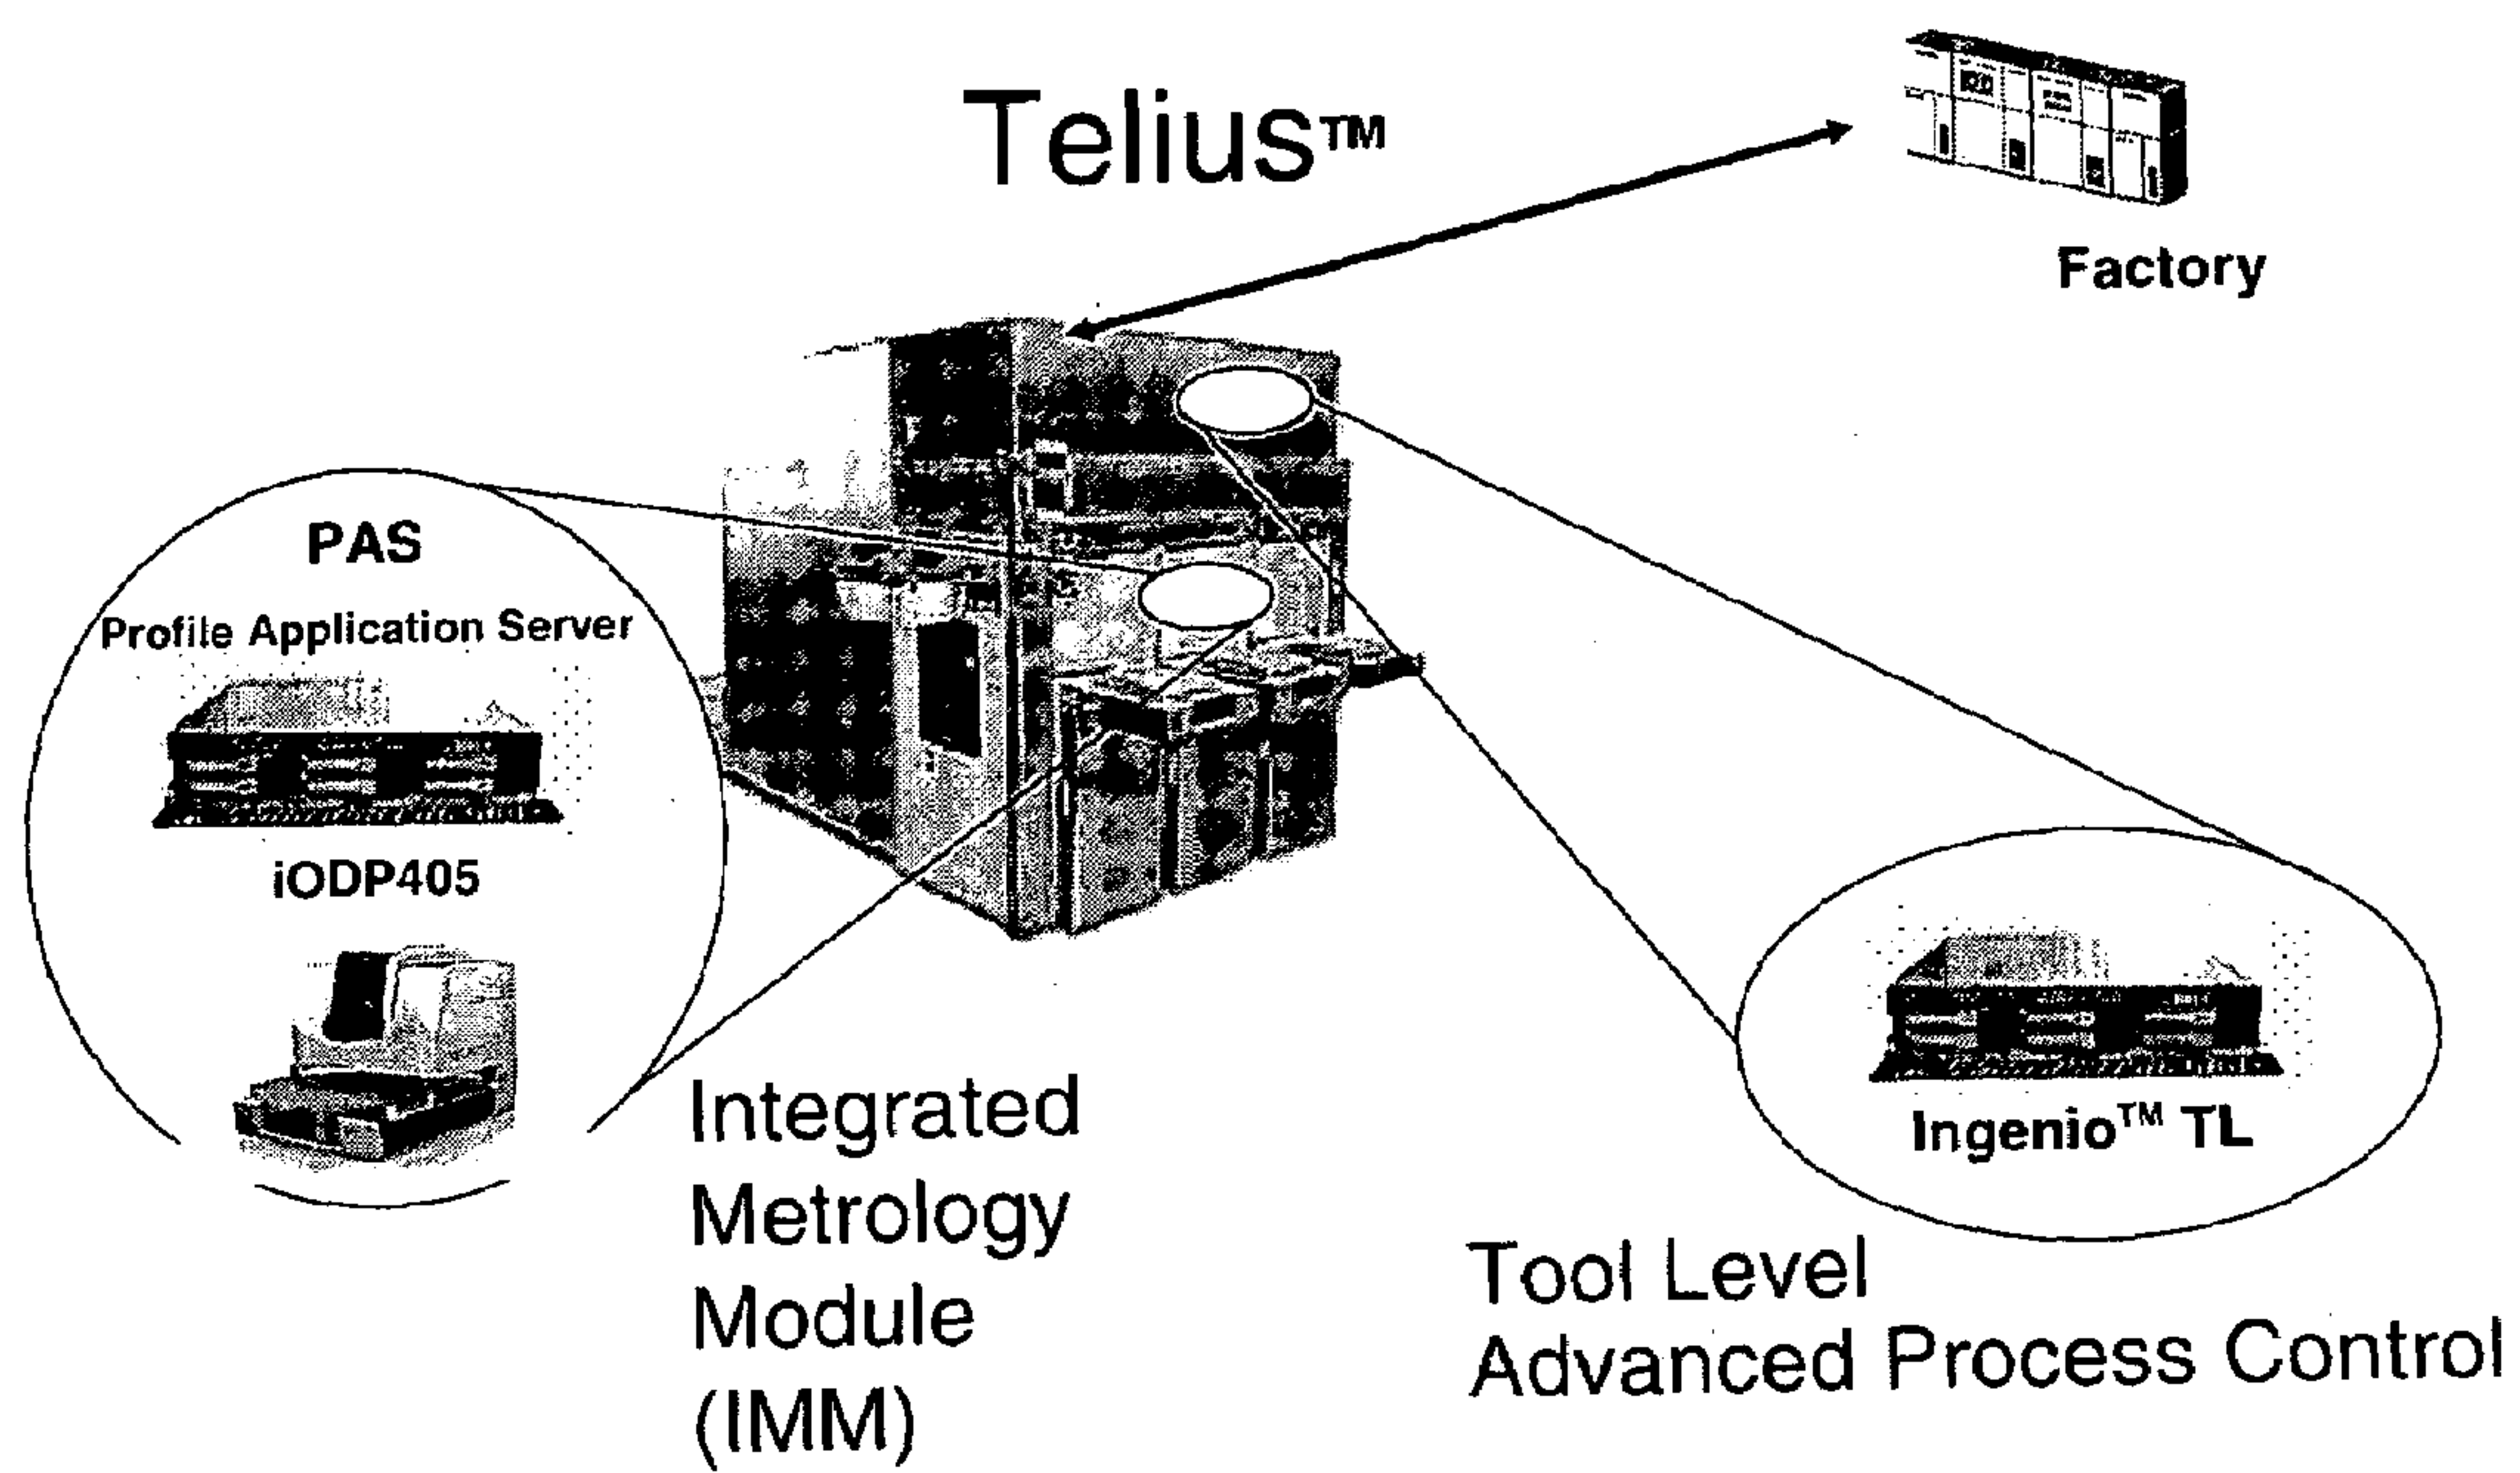 Telius™
Factory
PAS
Profile Application Server
iODP405
Integrated
Metrology
Module
(IMM)
Ingenio™ TL
Tool Level
Advanced Process Control